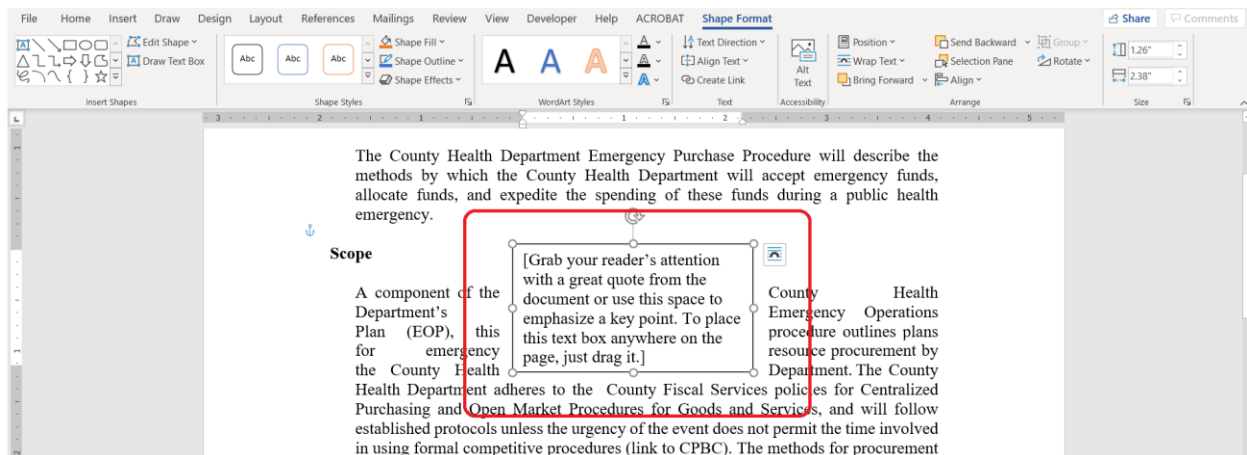 File Home Insert Draw Design Layout References Mailings Review View Developer Help ACROBAT Shape Format Share Comments
Edit Shape
Draw Text Box
Insert Shapes
Abc Abc Abc
Shape Fill
Shape Outline
Shape Effects
Shape Styles
A A A
A
A
A
WordArt Styles
Text Direction
Align Text
Create Link
Text
Alt
Text
Accessibility
Position
Wrap Text
Bring Forward
Send Backward
Selection Pane
Align
Group
Rotate
Arrange
1.26"
2.38"
Size
3 2 1 1 2 3 4 5
The County Health Department Emergency Purchase Procedure will describe the
methods by which the County Health Department will accept emergency funds,
allocate funds, and expedite the spending of these funds during a public health
emergency.
Scope
[Grab your reader's attention
with a great quote from the
document or use this space to
emphasize a key point. To place
this text box anywhere on the
page, just drag it.]
A component of the County Health
Department's Emergency Operations
Plan (EOP), this procedure outlines plans
for emergency resource procurement by
the County Health Department. The County
Health Department adheres to the County Fiscal Services policies for Centralized
Purchasing and Open Market Procedures for Goods and Services, and will follow
established protocols unless the urgency of the event does not permit the time involved
in using formal competitive procedures (link to CPBC). The methods for procurement